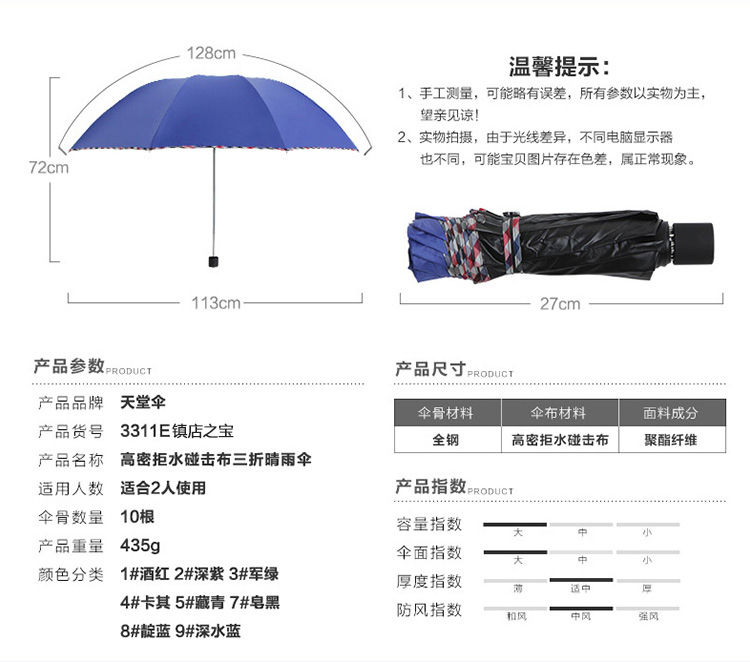 128cm
72cm
113cm
温馨提示:
1、手工测量,可能略有误差,所有参数以实物为主,
望亲见谅!
2、实物拍摄,由于光线差异,不同电脑显示器
也不同,可能宝贝图片存在色差,属正常现象。
27cm
产品参数PRODUCT
产品品牌 天堂伞
产品货号 3311E镇店之宝
产品名称 高密拒水碰击布三折晴雨伞
适用人数 适合2人使用
伞骨数量 10根
产品重量 435g
颜色分类 1#酒红 2#深紫 3#军绿
4#卡其 5#藏青 7#皂黑
8#靛蓝 9#深水蓝
产品尺寸PRODUCT
伞骨材料 伞布材料 面料成分
全钢 高密拒水碰击布 聚酯纤维
产品指数PRODUCT
容量指数 大 中 小
伞面指数 大 中 小
厚度指数 薄 适中 厚
防风指数 和风 中风 强风